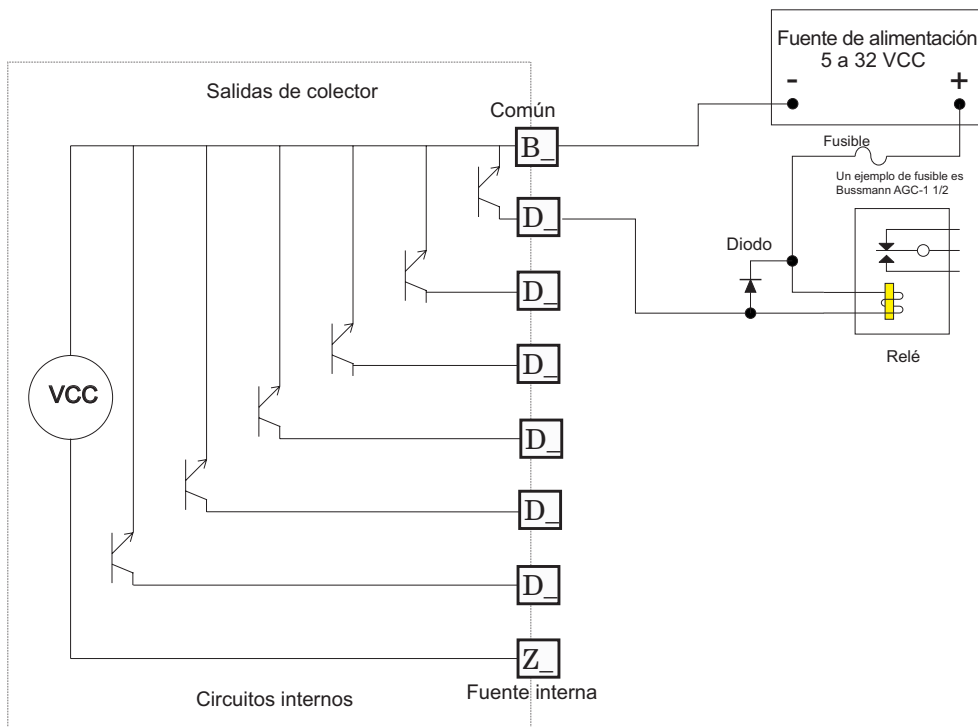 Fuente de alimentación
5 a 32 VCC
- +
Salidas de colector
Común
B_
Fusible
Un ejemplo de fusible es
Bussmann AGC-1 1/2
D_
Diodo
D_
Relé
D_
VCC
D_
D_
D_
Z_
Circuitos internos
Fuente interna